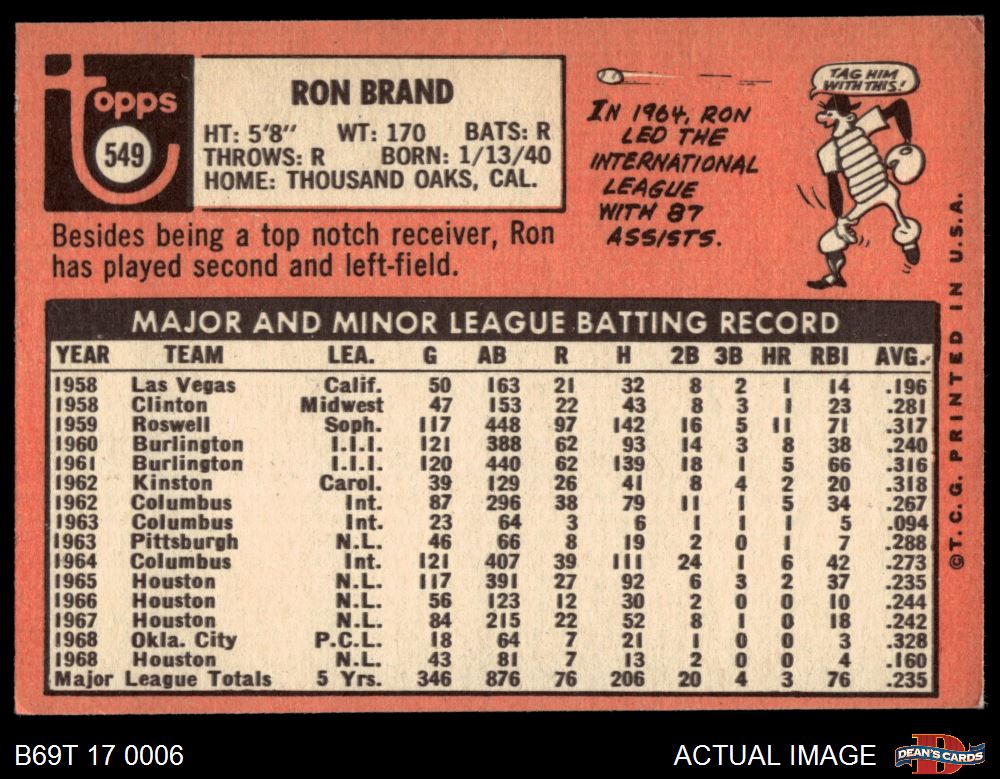 Topps
549
RON BRAND
HT: 5'8" WT: 170 BATS: R
THROWS: R BORN: 1/13/40
HOME: THOUSAND OAKS, CAL.
Besides being a top notch receiver, Ron
has played second and left-field.
IN 1964, RON
LED THE
INTERNATIONAL
LEAGUE
WITH 87
ASSISTS.
TAG HIM
WITH THIS!
MAJOR AND MINOR LEAGUE BATTING RECORD
YEAR TEAM LEA. G AB R H 2B 3B HR RBI AVG.
1958 Las Vegas Calif. 50 163 21 32 8 2 1 14 .196
1958 Clinton Midwest 47 153 22 43 8 3 1 23 .281
1959 Roswell Soph. 117 448 97 142 16 5 11 71 .317
1960 Burlington I.I.I. 121 388 62 93 14 3 8 38 .240
1961 Burlington I.I.I. 120 440 62 139 18 1 5 66 .316
1962 Kinston Carol. 39 129 26 41 8 4 2 20 .318
1962 Columbus Int. 87 296 38 79 11 1 5 34 .267
1963 Columbus Int. 23 64 3 6 1 1 1 5 .094
1963 Pittsburgh N.L. 46 66 8 19 2 0 1 7 .288
1964 Columbus Int. 121 407 39 111 24 1 6 42 .273
1965 Houston N.L. 117 391 27 92 6 3 2 37 .235
1966 Houston N.L. 56 123 12 30 2 0 0 10 .244
1967 Houston N.L. 84 215 22 52 8 1 0 18 .242
1968 Okla. City P.C.L. 18 64 7 21 1 0 0 3 .328
1968 Houston N.L. 43 81 7 13 2 0 0 4 .160
Major League Totals 5 Yrs. 346 876 76 206 20 4 3 76 .235
©T.C.G. PRINTED IN U.S.A.
B69T 17 0006
ACTUAL IMAGE
DEAN'S CARDS